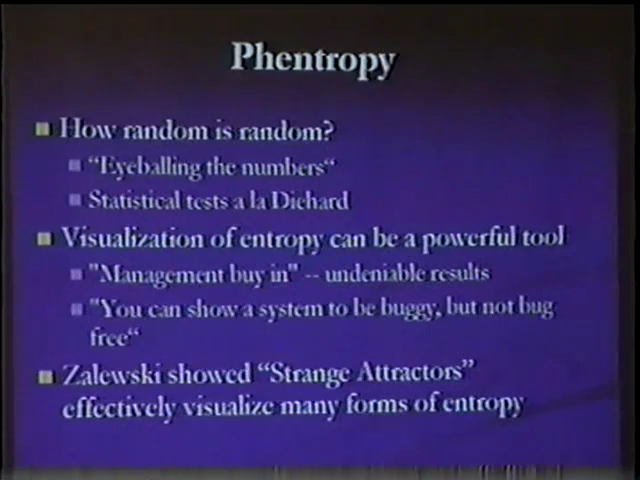 Phentropy
How random is random?
"Eyeballing the numbers"
Statistical tests a la Diehard
Visualization of entropy can be a powerful tool
"Management buy in" -- undeniable results
"You can show a system to be buggy, but not bug
free"
Zalewski showed "Strange Attractors"
effectively visualize many forms of entropy